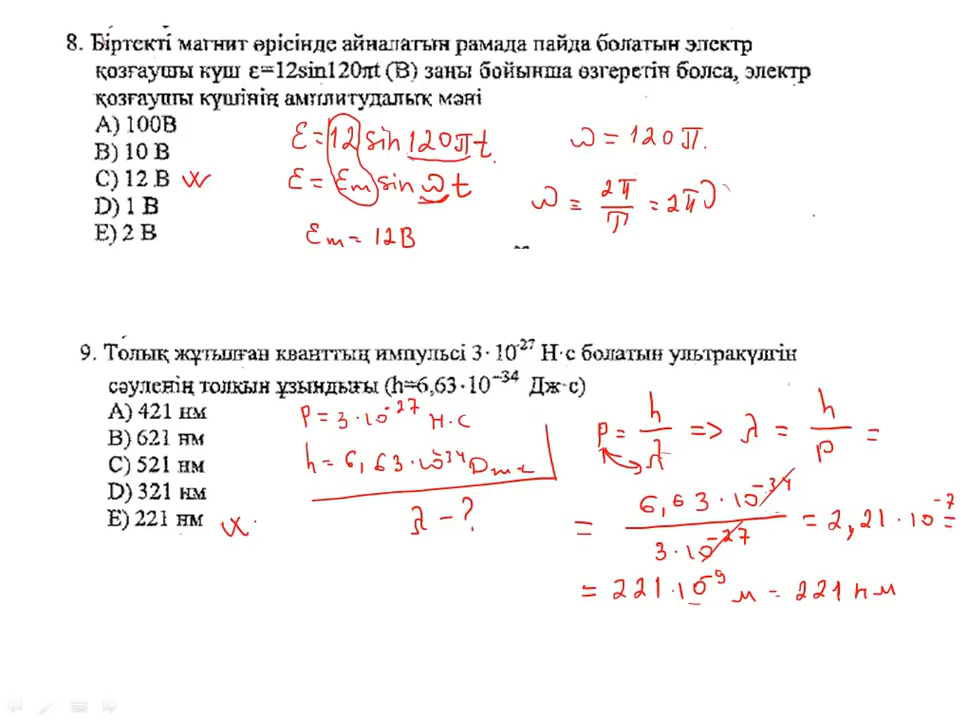 8. Біртекті магнит өрісінде айналатын рамада пайда болатын электр
қозғаушы күш ε=12sin120πt (В) заңы бойынша өзгеретін болса, электр
қозғаушы күшінің амплитудалық мәні
A) 100В
B) 10 В
C) 12 В
D) 1 В
E) 2 В
ε = 12 sin 120πt.
ε = εm sin ωt
εm = 12В
ω = 120π.
ω = 2π/T = 2πν
9. Толық жұтылған кванттың импульсі 3·10⁻²⁷ Н·с болатын ультракүлгін
сәуленің толқын ұзындығы (h=6,63·10⁻³⁴ Дж·с)
A) 421 нм
B) 621 нм
C) 521 нм
D) 321 нм
E) 221 нм
P = 3·10⁻²⁷ Н·с
h = 6,63·10⁻³⁴ Дж с
λ – ?
P = h/λ => λ = h/p =
= 6,63·10⁻³⁴/3·10⁻²⁷ = 2,21·10⁻⁷ =
= 221·10⁻⁹ м = 221 нм